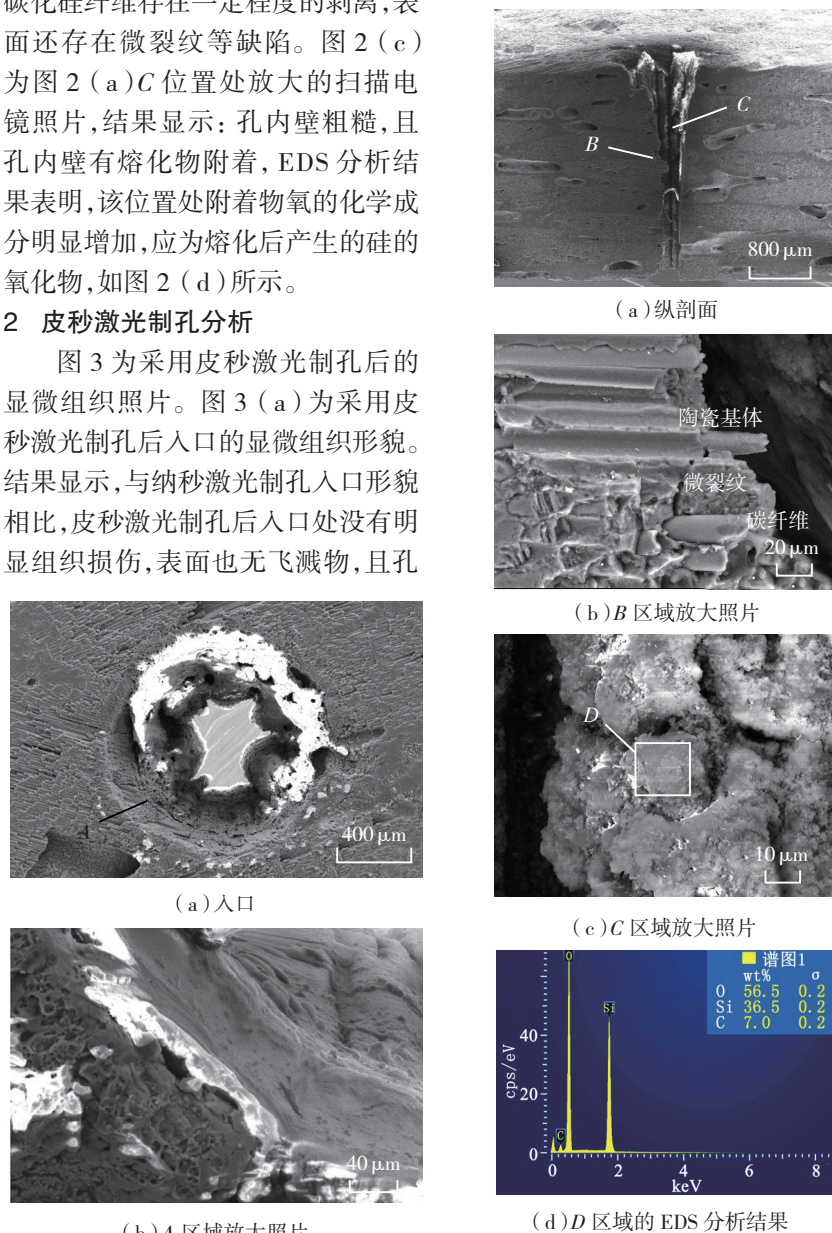 碳化硅纤维存在一定程度的剥离,表
面还存在微裂纹等缺陷。图 2(c)
为图 2(a)C 位置处放大的扫描电
镜照片,结果显示:孔内壁粗糙,且
孔内壁有熔化物附着,EDS 分析结
果表明,该位置处附着物氧的化学成
分明显增加,应为熔化后产生的硅的
氧化物,如图 2(d)所示。
2 皮秒激光制孔分析
图 3 为采用皮秒激光制孔后的
显微组织照片。图 3(a)为采用皮
秒激光制孔后入口的显微组织形貌。
结果显示,与纳秒激光制孔入口形貌
相比,皮秒激光制孔后入口处没有明
显组织损伤,表面也无飞溅物,且孔
A
400 μm
(a)入口
40 μm
(b)A 区域放大照片
C
B
800 μm
(a)纵剖面
陶瓷基体
微裂纹
碳纤维
20 μm
(b)B 区域放大照片
D
10 μm
(c)C 区域放大照片
谱图1
wt% σ
O 56.5 0.2
Si 36.5 0.2
C 7.0 0.2
O
Si
C
cps/eV
40
20
0
0 2 4 6 8
keV
(d)D 区域的 EDS 分析结果